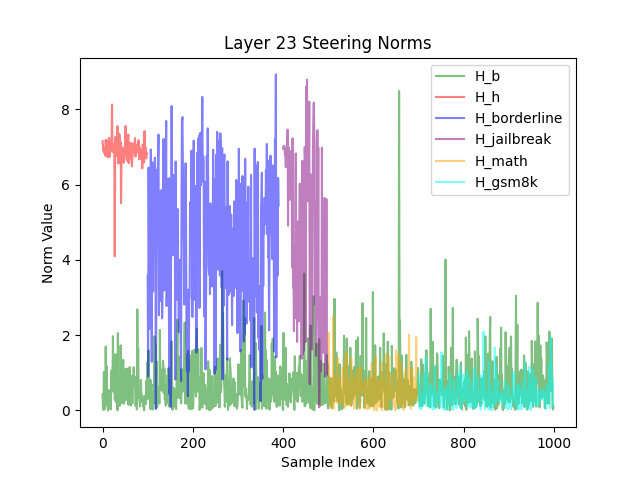 Layer 23 Steering Norms
H_b
H_h
H_borderline
H_jailbreak
H_math
H_gsm8k
Norm Value
8
6
4
2
0
0 200 400 600 800 1000
Sample Index